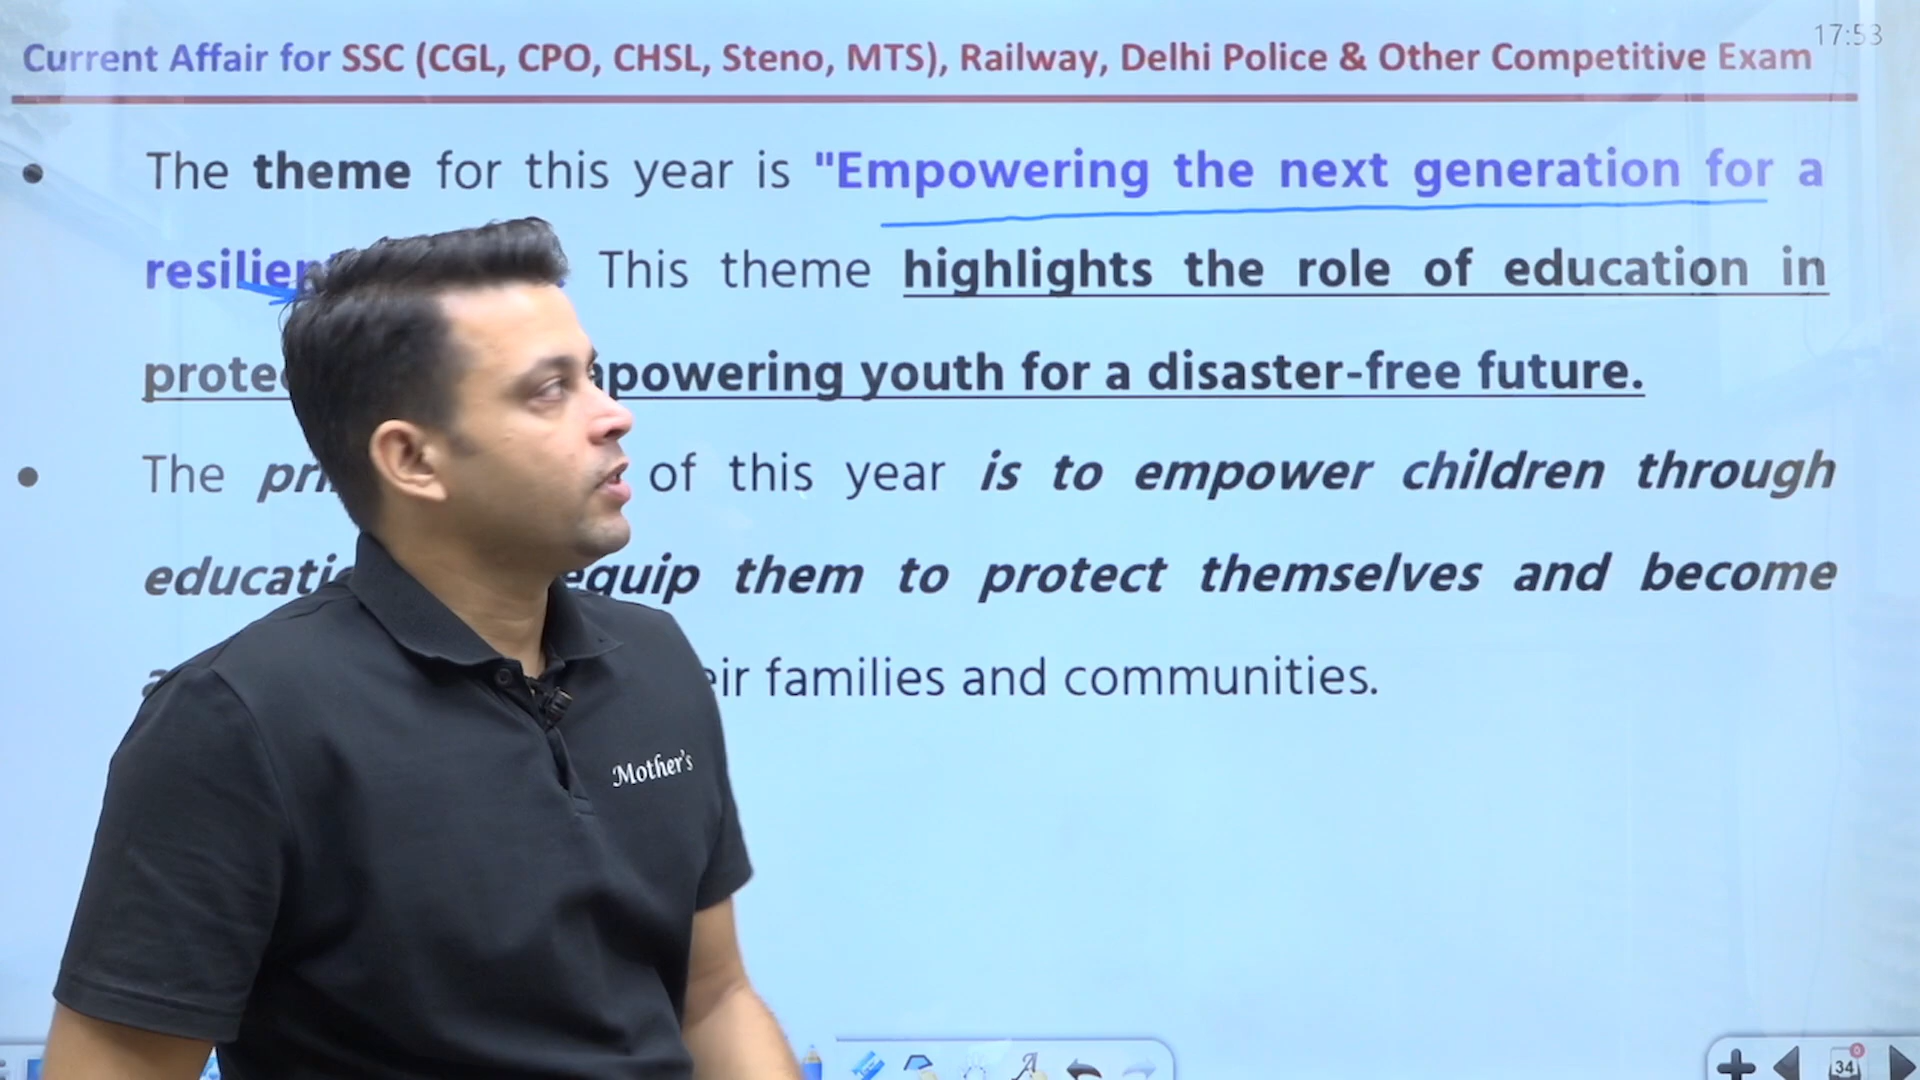 17:53
Current Affair for SSC (CGL, CPO, CHSL, Steno, MTS), Railway, Delhi Police & Other Competitive Exam
• The theme for this year is "Empowering the next generation for a
This theme highlights the role of education in
youth for a disaster-free future.
• The of this year is to empower children through
equip them to protect themselves and become
families and communities.
Mother's
34